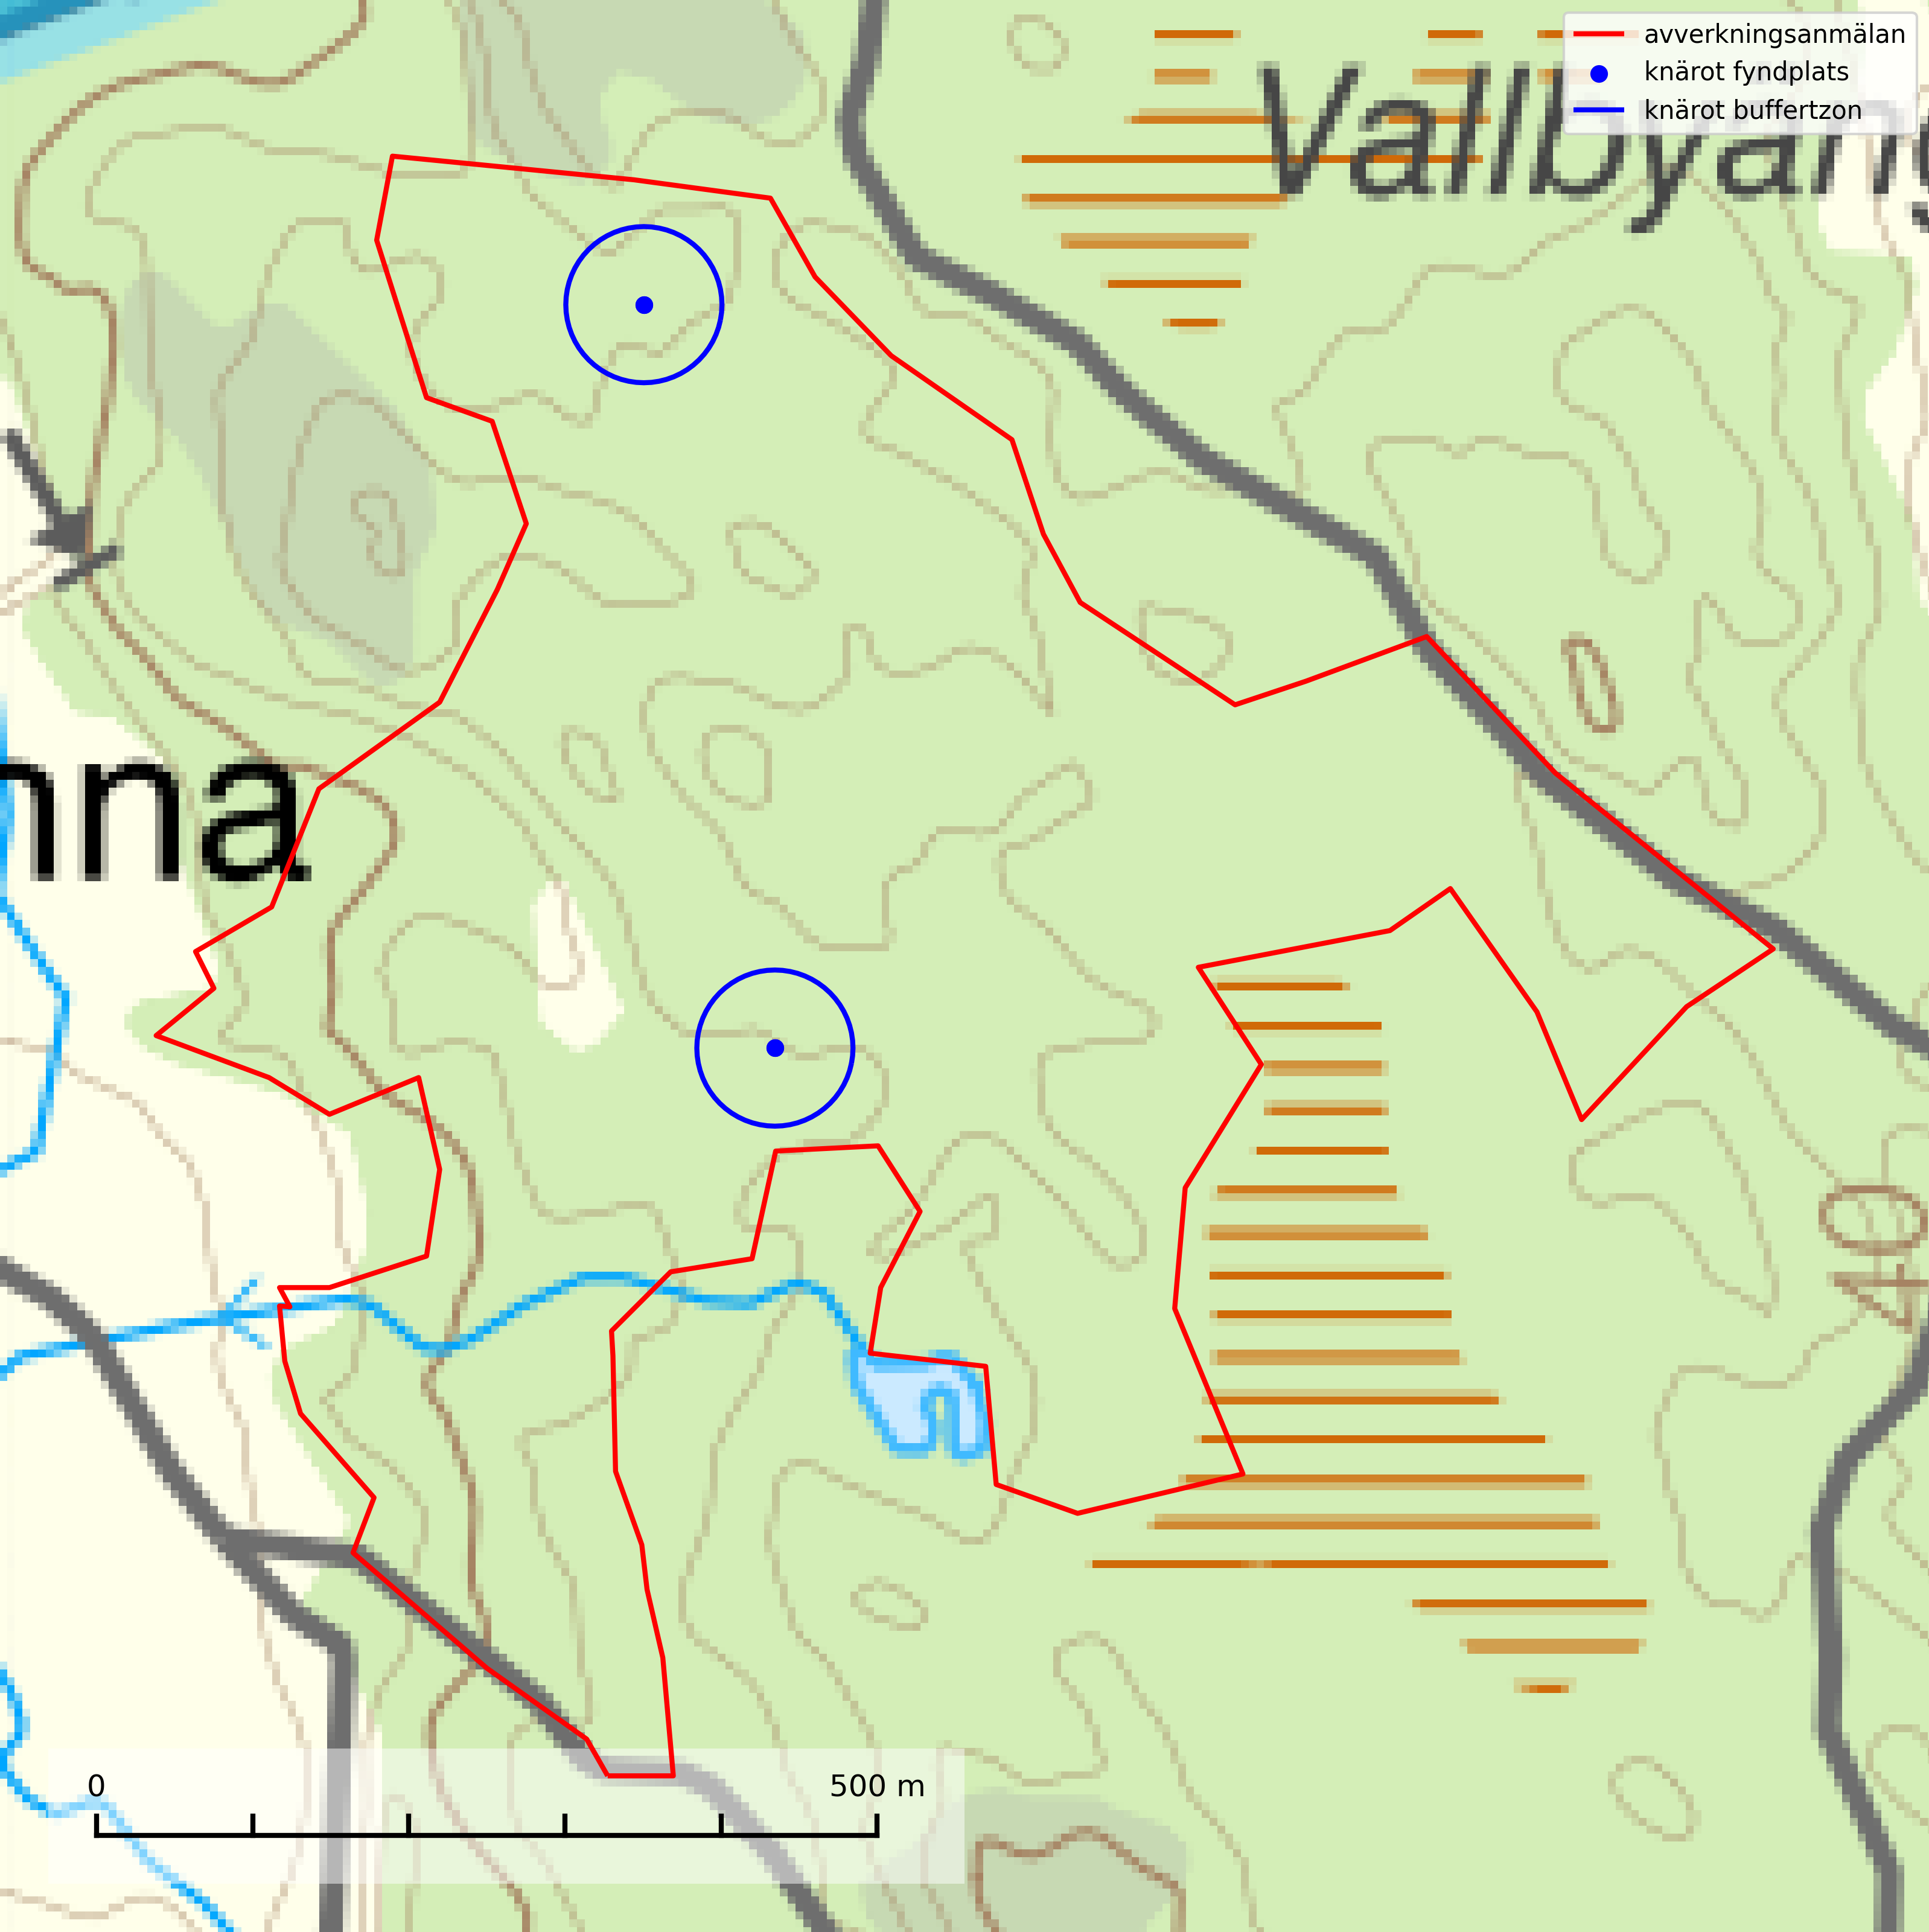 avverkningsanmälan
knärot fyndplats
knärot buffertzon
nna
0 500 m